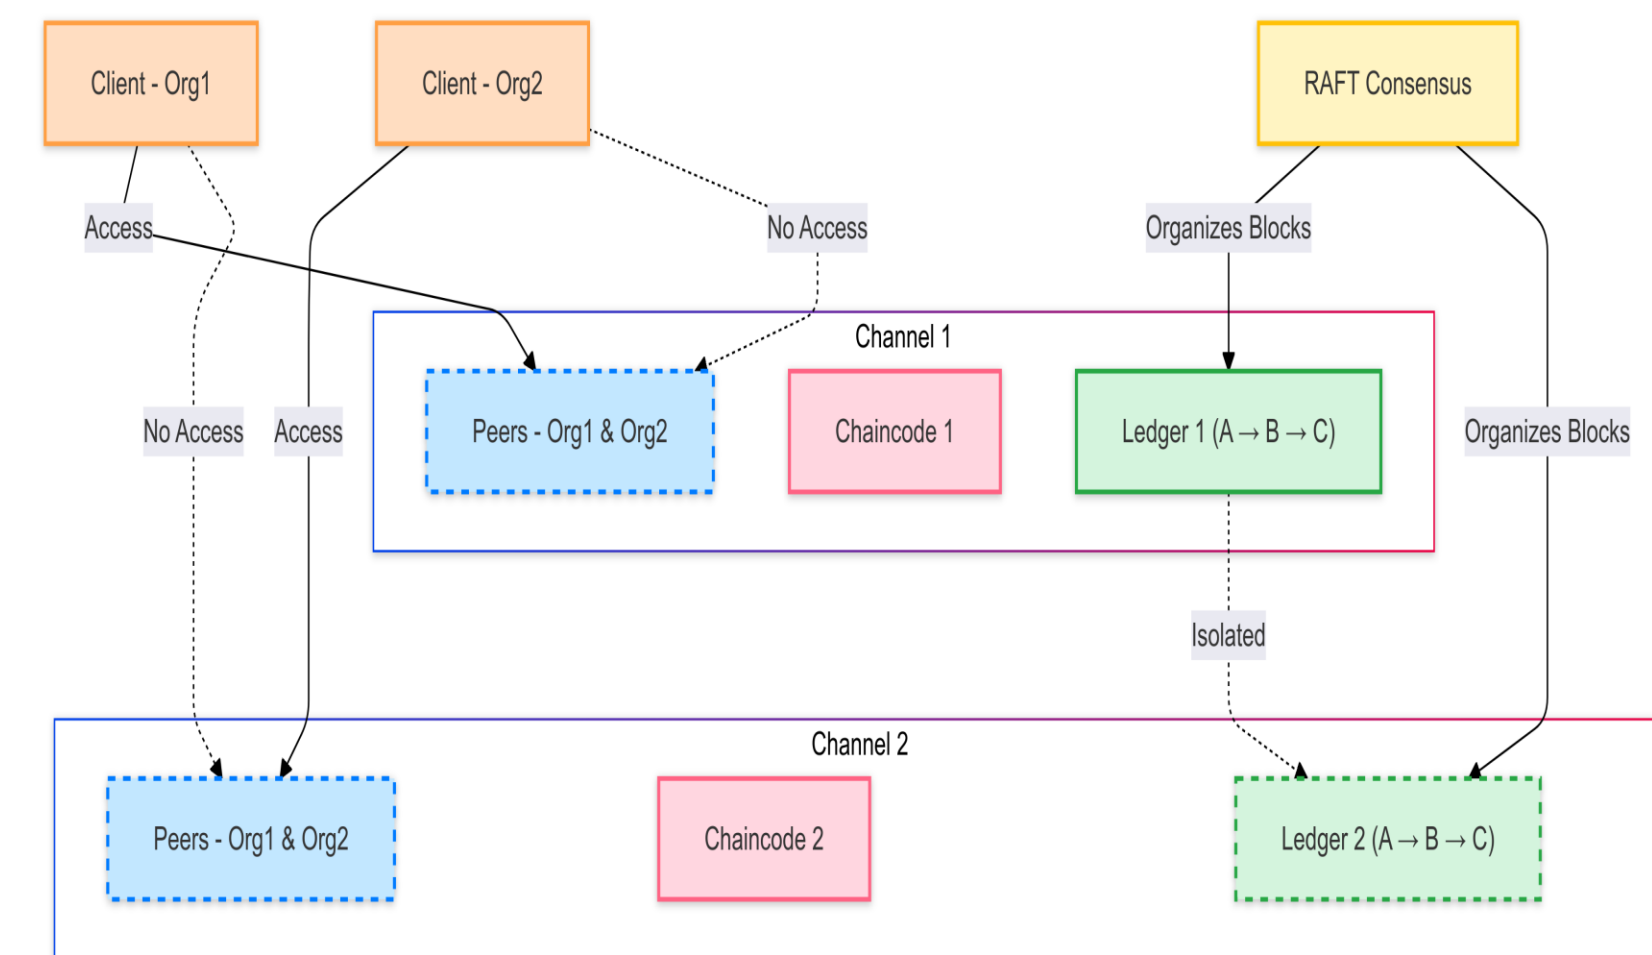 Client - Org1
Client - Org2
RAFT Consensus
Access
No Access
Organizes Blocks
Channel 1
Peers - Org1 & Org2
Chaincode 1
Ledger 1 (A → B → C)
No Access
Access
Organizes Blocks
Isolated
Channel 2
Peers - Org1 & Org2
Chaincode 2
Ledger 2 (A → B → C)